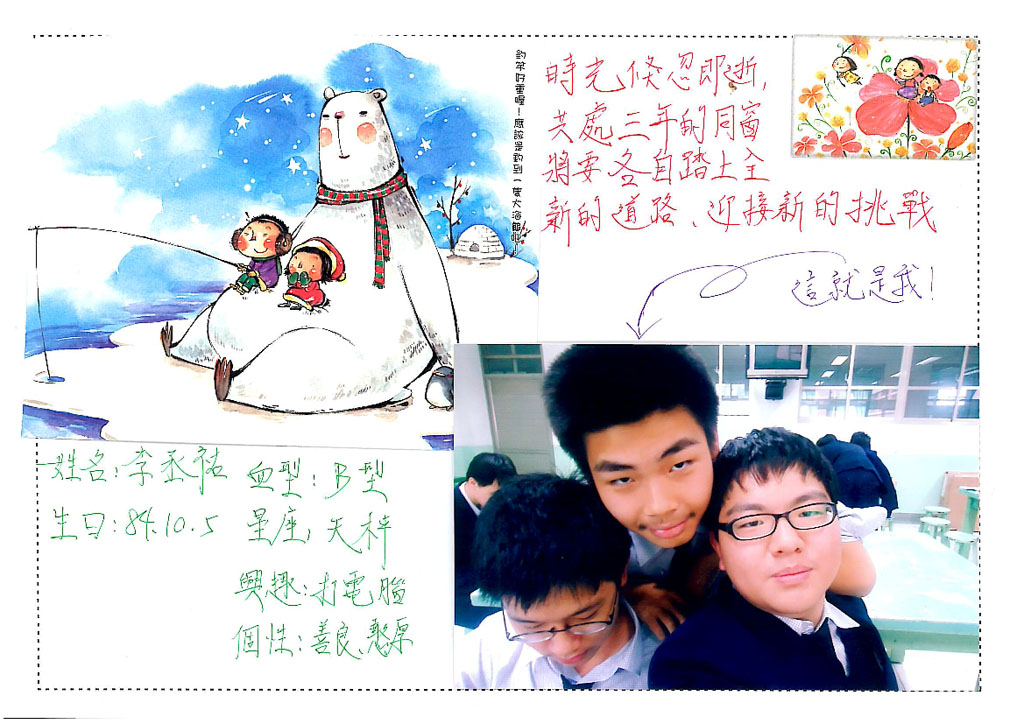 釣竿好重喔！應該是釣到一隻大海
時光倏忽即逝,
共處三年的同窗
將要各自踏上全
新的道路、迎接新的挑戰
這就是我!
姓名:李丞祐
生日:84.10.5
血型:B型
星座:天秤
興趣:打電腦
個性:善良、憨厚